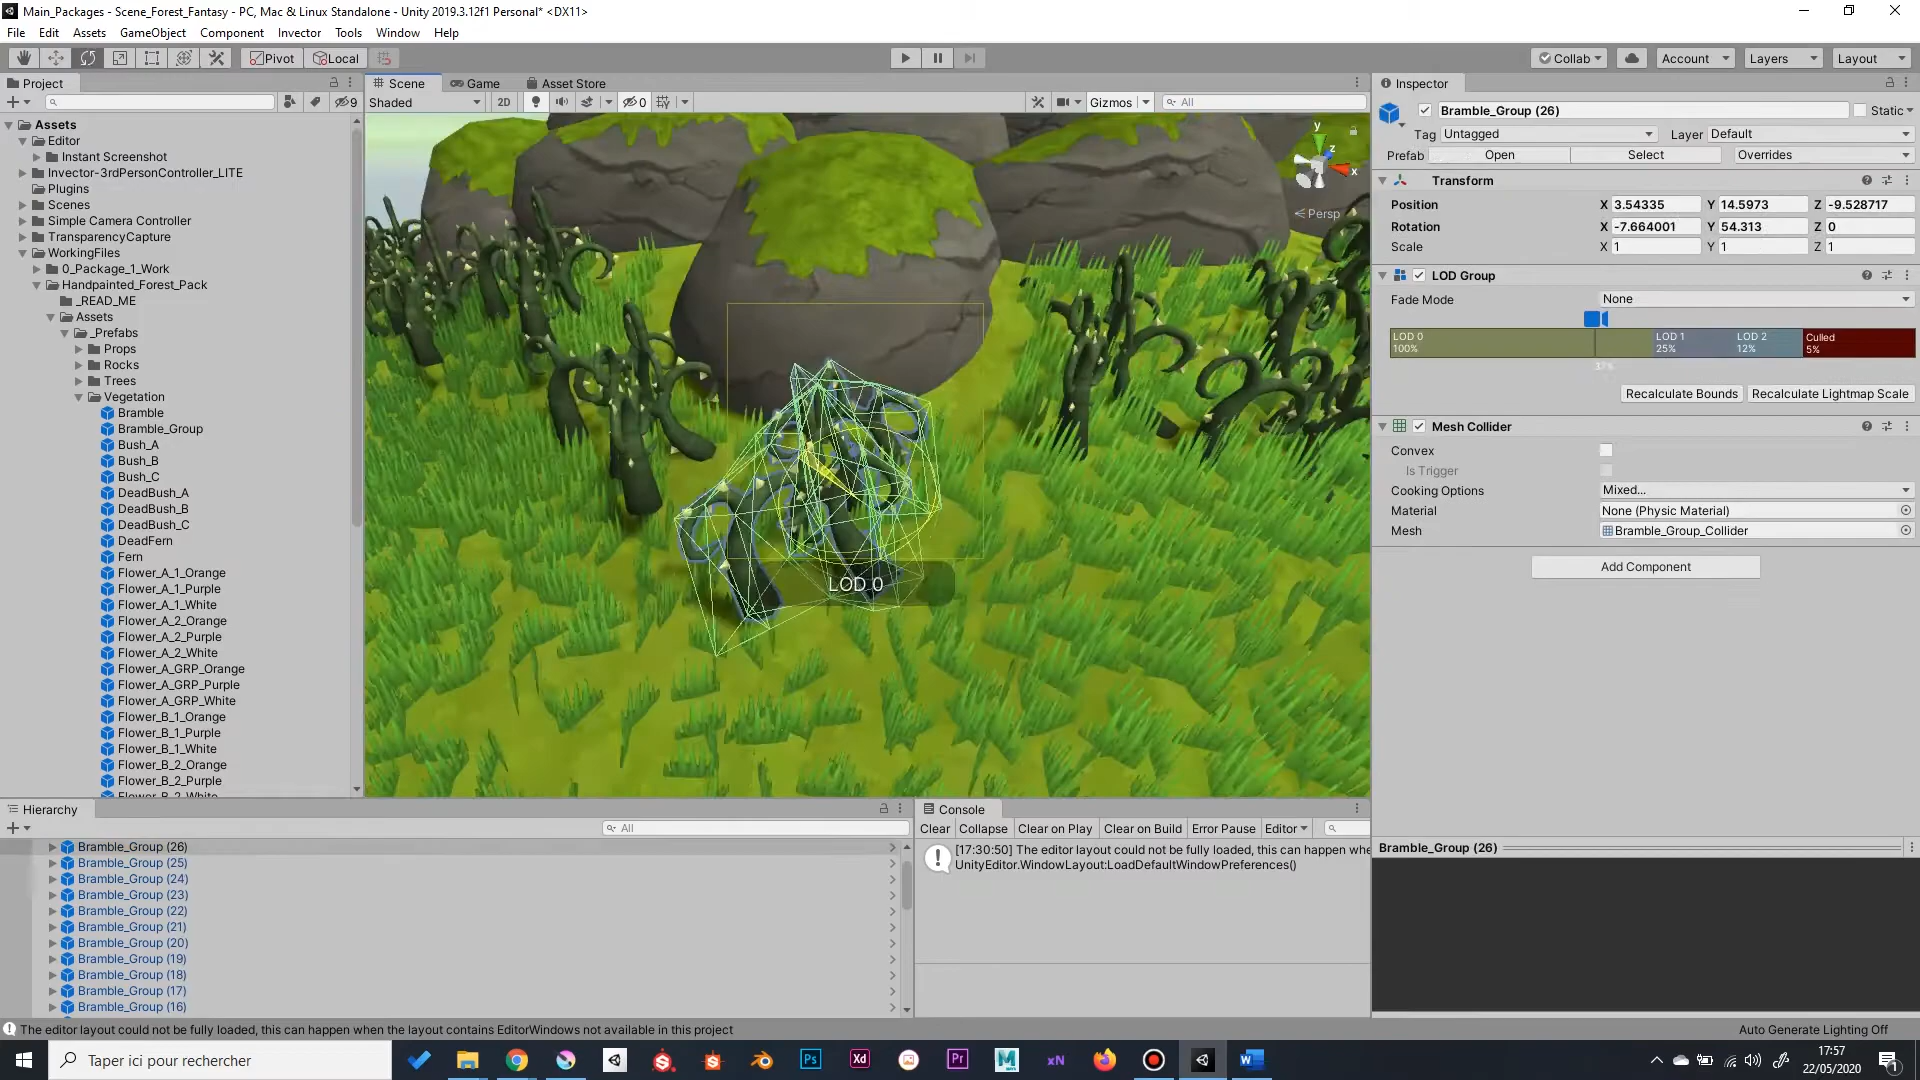 Main_Packages - Scene_Forest_Fantasy - PC, Mac & Linux Standalone - Unity 2019.3.12f1 Personal* <DX11>
File Edit Assets GameObject Component Invector Tools Window Help
Pivot Local Collab Account Layers Layout
Project
9
Assets
Editor
Instant Screenshot
Invector-3rdPersonController_LITE
Plugins
Scenes
Simple Camera Controller
TransparencyCapture
WorkingFiles
0_Package_1_Work
Handpainted_Forest_Pack
_READ_ME
Assets
_Prefabs
Props
Rocks
Trees
Vegetation
Bramble
Bramble_Group
Bush_A
Bush_B
Bush_C
DeadBush_A
DeadBush_B
DeadBush_C
DeadFern
Fern
Flower_A_1_Orange
Flower_A_1_Purple
Flower_A_1_White
Flower_A_2_Orange
Flower_A_2_Purple
Flower_A_2_White
Flower_A_GRP_Orange
Flower_A_GRP_Purple
Flower_A_GRP_White
Flower_B_1_Orange
Flower_B_1_Purple
Flower_B_1_White
Flower_B_2_Orange
Flower_B_2_Purple
Flower_B_2_White
Scene Game Asset Store
Shaded 2D 0 Gizmos All
y
z
x
Persp
LOD 0
Inspector
Bramble_Group (26) Static
Tag Untagged Layer Default
Prefab Open Select Overrides
Transform
Position X 3.54335 Y 14.5973 Z -9.528717
Rotation X -7.664001 Y 54.313 Z 0
Scale X 1 Y 1 Z 1
LOD Group
Fade Mode None
LOD 0 LOD 1 LOD 2 Culled
100% 25% 12% 5%
Recalculate Bounds Recalculate Lightmap Scale
Mesh Collider
Convex
Is Trigger
Cooking Options Mixed...
Material None (Physic Material)
Mesh Bramble_Group_Collider
Add Component
Bramble_Group (26)
Hierarchy
All
Bramble_Group (26)
Bramble_Group (25)
Bramble_Group (24)
Bramble_Group (23)
Bramble_Group (22)
Bramble_Group (21)
Bramble_Group (20)
Bramble_Group (19)
Bramble_Group (18)
Bramble_Group (17)
Bramble_Group (16)
Console
Clear Collapse Clear on Play Clear on Build Error Pause Editor
[17:30:50] The editor layout could not be fully loaded, this can happen whe
UnityEditor.WindowLayout:LoadDefaultWindowPreferences()
The editor layout could not be fully loaded, this can happen when the layout contains EditorWindows not available in this project
Auto Generate Lighting Off
Taper ici pour rechercher
Ps Xd Pr M xN W
17:57
22/05/2020
1